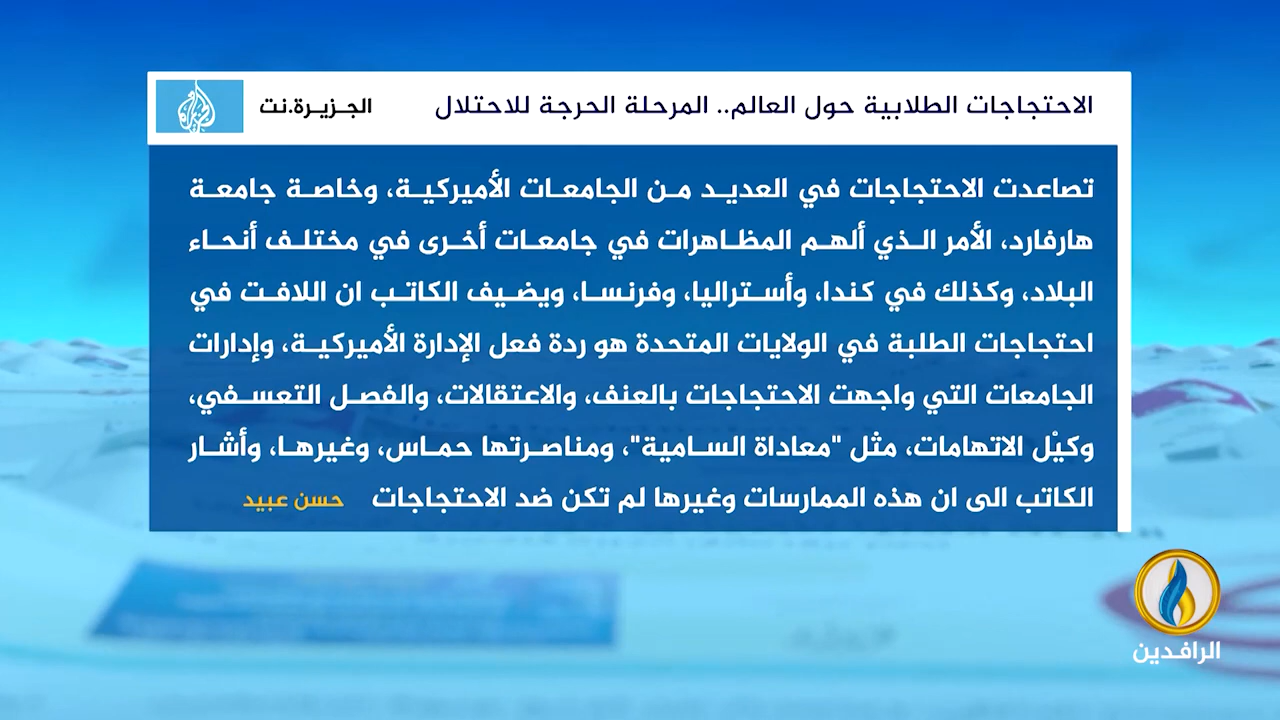 الاحتجاجات الطلابية حول العالم.. المرحلة الحرجة للاحتلال
الجـزيـرة.نت
تصاعدت الاحتجاجات في العديـد مـن الجامعـات الأميركيـة، وخاصـة جامعـة
هارفارد، الأمر الـذي ألهـم المظـاهرات في جامعـات أخـرى في مختلـف أنحـاء
البلاد، وكذلك في كندا، وأسـتراليا، وفرنسـا، ويضـيف الكاتـب ان اللافـت في
احتجاجات الطلبة في الولايات المتحدة هو ردة فعل الإدارة الأميركيـة، وإدارات
الجامعات التي واجهت الاحتجاجات بالعنف، والاعتقالات، والفصـل التعسـفي،
وكيْل الاتهامات، مثل "معاداة السامية"، ومناصـرتها حمـاس، وغيرهـا، وأشـار
الكاتب الى ان هذه الممارسات وغيرها لم تكن ضد الاحتجاجات حسن عبيد
الرافـدين